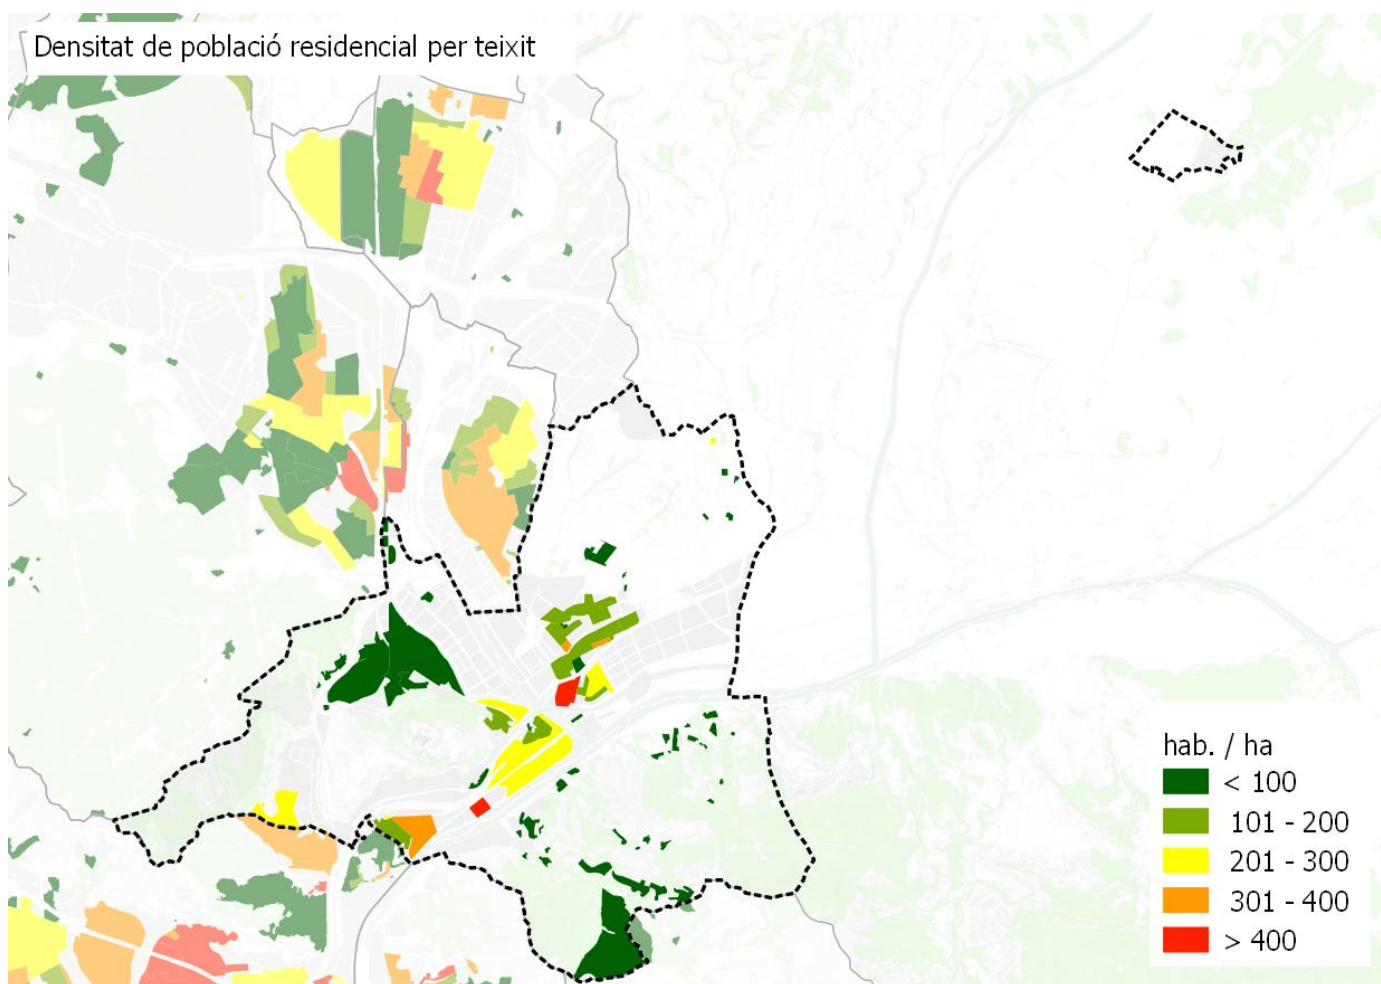 Densitat de població residencial per teixit
hab. / ha
< 100
101 - 200
201 - 300
301 - 400
> 400